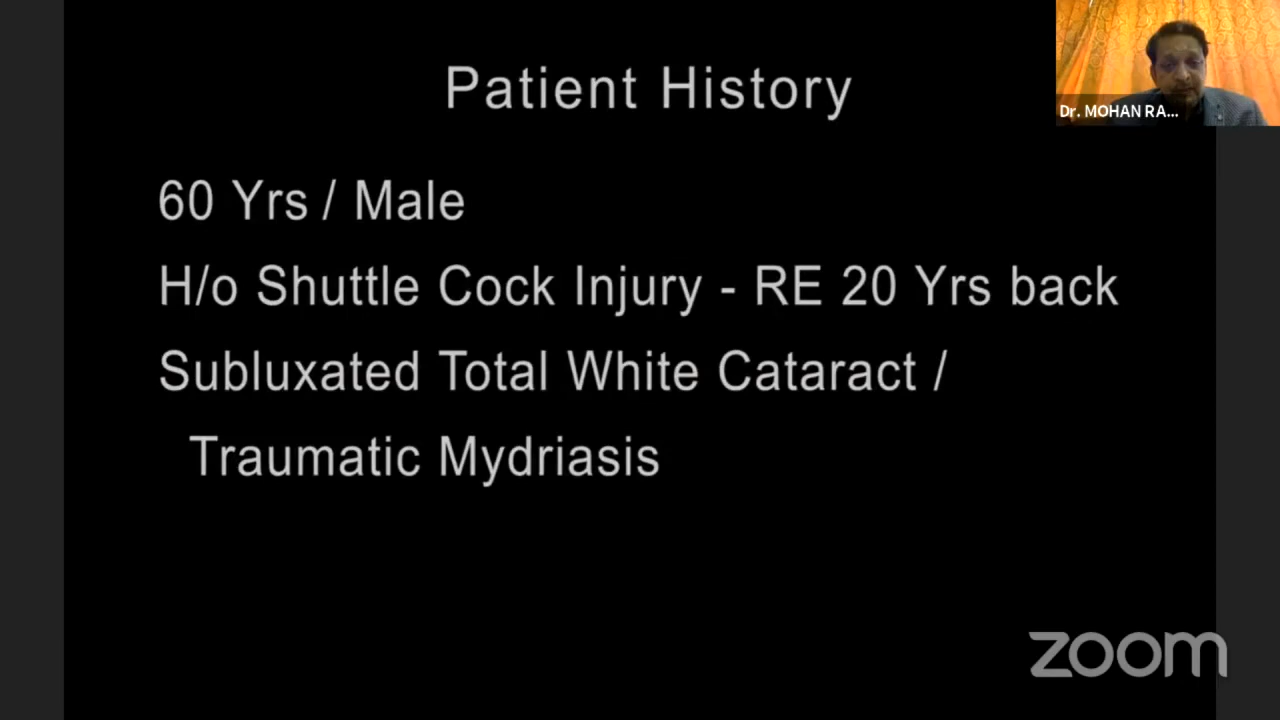 Patient History
Dr. MOHAN RA...
60 Yrs / Male
H/o Shuttle Cock Injury - RE 20 Yrs back
Subluxated Total White Cataract /
Traumatic Mydriasis
zoom